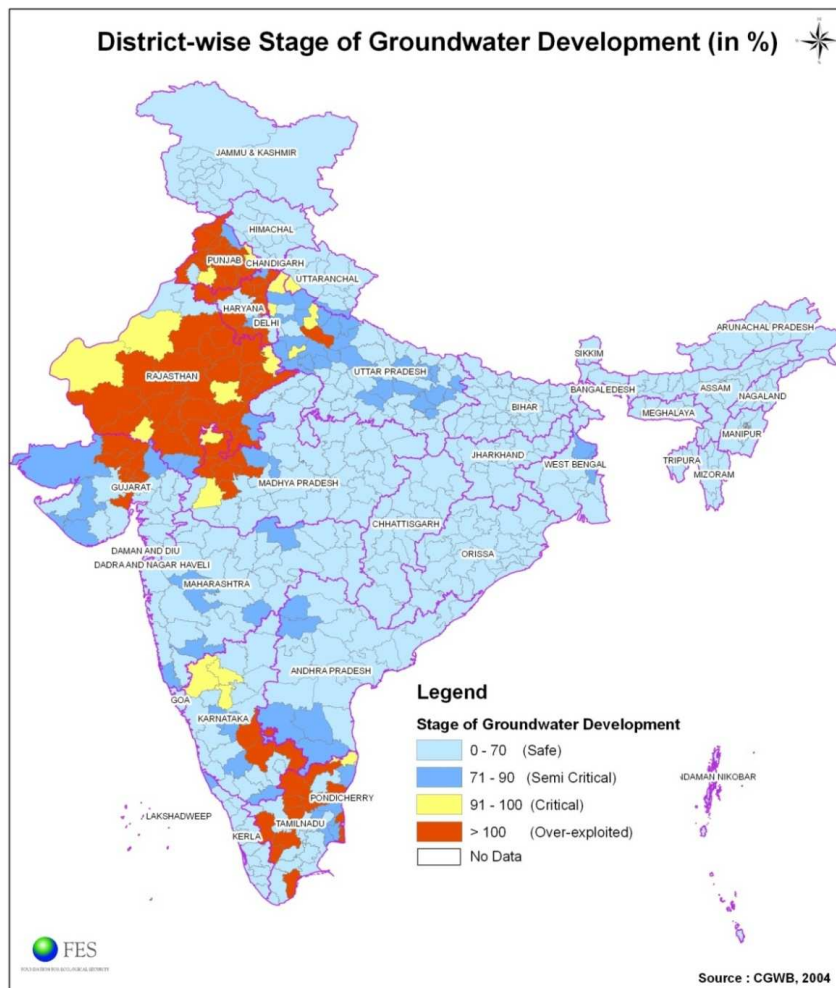 District-wise Stage of Groundwater Development (in %)
JAMMU & KASHMIR
HIMACHAL
PUNJAB
CHANDIGARH
UTTARANCHAL
HARYANA
DELHI
ARUNACHAL PRADESH
SIKKIM
RAJASTHAN
UTTAR PRADESH
BANGALEDESH
ASSAM
NAGALAND
BIHAR
MEGHALAYA
MANIPUR
JHARKHAND
WEST BENGAL
TRIPURA
MIZORAM
GUJARAT
MADHYA PRADESH
CHHATTISGARH
DAMAN AND DIU
ORISSA
DADRA AND NAGAR HAVELI
MAHARASHTRA
ANDHRA PRADESH
GOA
KARNATAKA
Legend
Stage of Groundwater Development
0 - 70 (Safe)
71 - 90 (Semi Critical)
91 - 100 (Critical)
> 100 (Over-exploited)
No Data
NDAMAN NIKOBAR
PONDICHERRY
LAKSHADWEEP
TAMILNADU
KERLA
FES
Source : CGWB, 2004